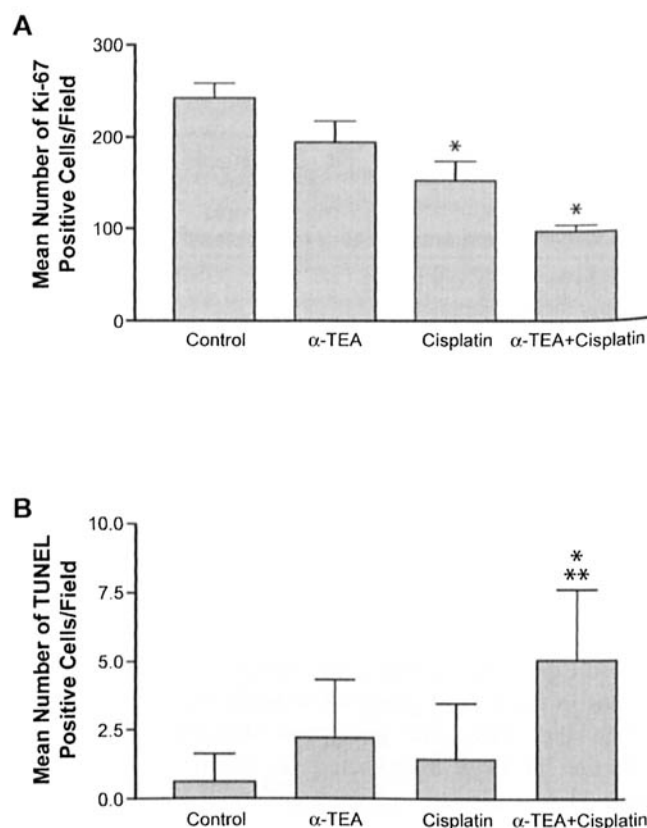 A
Mean Number of Ki-67
Positive Cells/Field
300
200
100
0
*
*
Control α-TEA Cisplatin α-TEA+Cisplatin
B
Mean Number of TUNEL
Positive Cells/Field
10.0
7.5
5.0
2.5
0.0
*
**
Control α-TEA Cisplatin α-TEA+Cisplatin